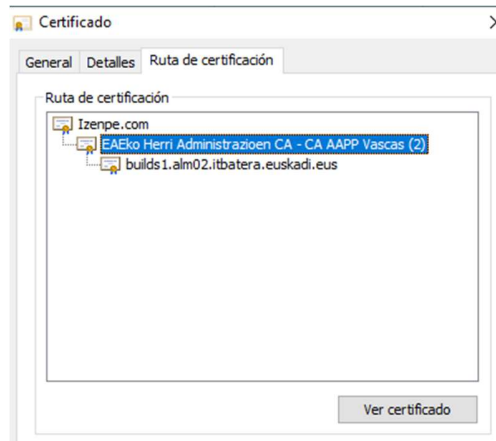 Certificado
General Detalles Ruta de certificación
Ruta de certificación
Izenpe.com
EAEko Herri Administrazioen CA - CA AAPP Vascas (2)
builds1.alm02.itbatera.euskadi.eus
Ver certificado